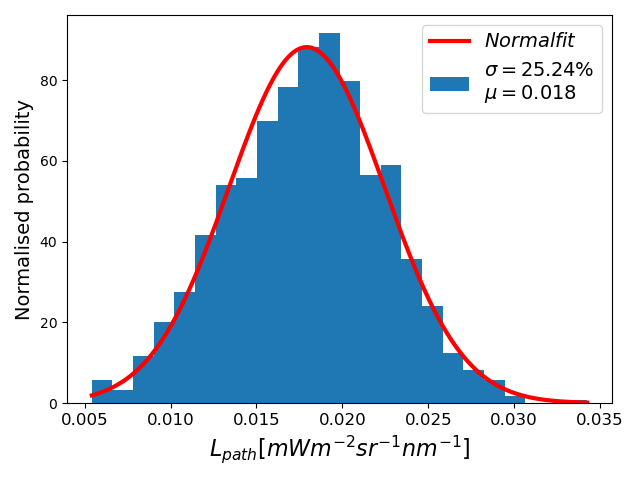 Normalfit
σ = 25.24%
μ = 0.018
Normalised probability
80
60
40
20
0
0.005 0.010 0.015 0.020 0.025 0.030 0.035
L_path[mWm⁻²sr⁻¹nm⁻¹]